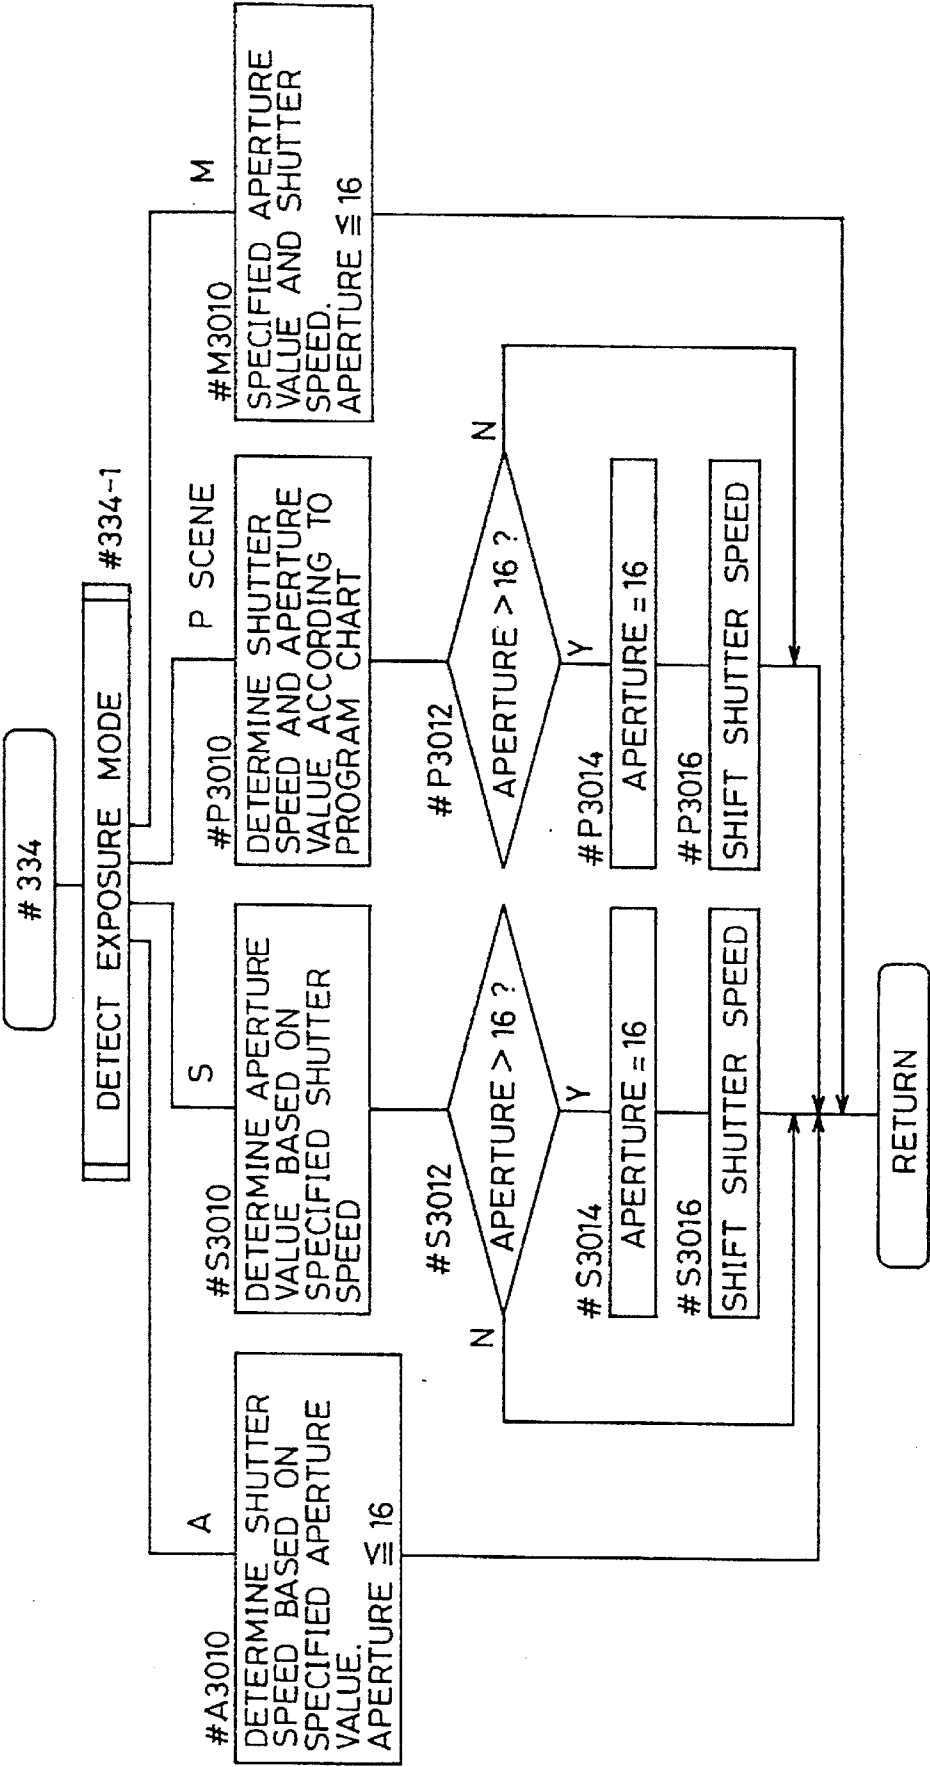 # 334
DETECT EXPOSURE MODE
#334-1
A
S
P SCENE
M
#A3010
DETERMINE SHUTTER
SPEED BASED ON
SPECIFIED APERTURE
VALUE.
APERTURE ≦ 16
#S3010
DETERMINE APERTURE
VALUE BASED ON
SPECIFIED SHUTTER
SPEED
#S3012
APERTURE > 16 ?
N
Y
#S3014
APERTURE = 16
#S3016
SHIFT SHUTTER SPEED
#P3010
DETERMINE SHUTTER
SPEED AND APERTURE
VALUE ACCORDING TO
PROGRAM CHART
#P3012
APERTURE > 16 ?
N
Y
#P3014
APERTURE = 16
#P3016
SHIFT SHUTTER SPEED
#M3010
SPECIFIED APERTURE
VALUE AND SHUTTER
SPEED.
APERTURE ≦ 16
RETURN